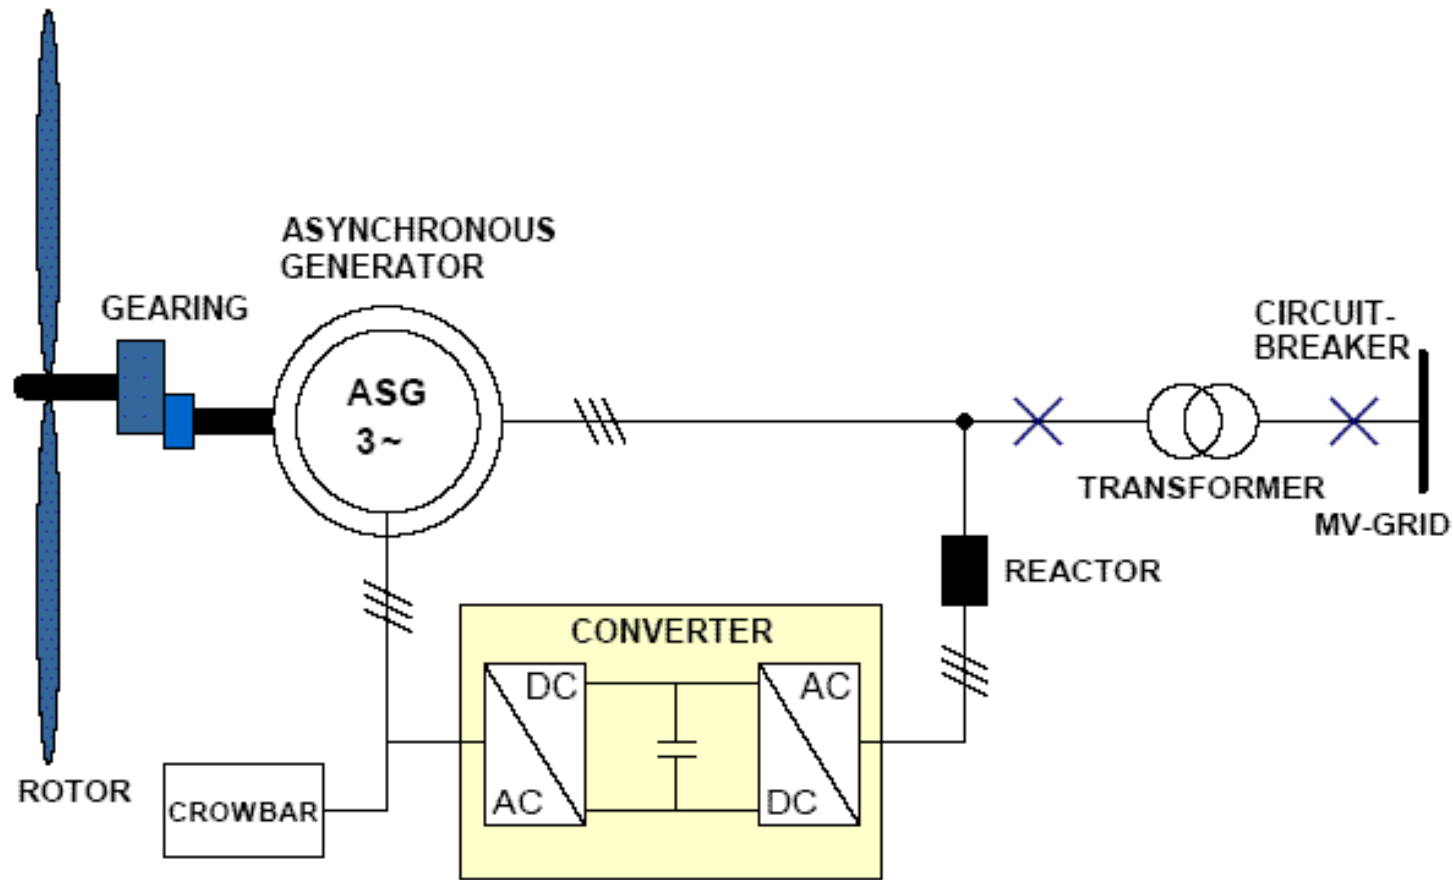 ASYNCHRONOUS
GENERATOR
GEARING
CIRCUIT-
BREAKER
ASG
3~
TRANSFORMER
MV-GRID
REACTOR
CONVERTER
DC
AC
AC
DC
ROTOR
CROWBAR